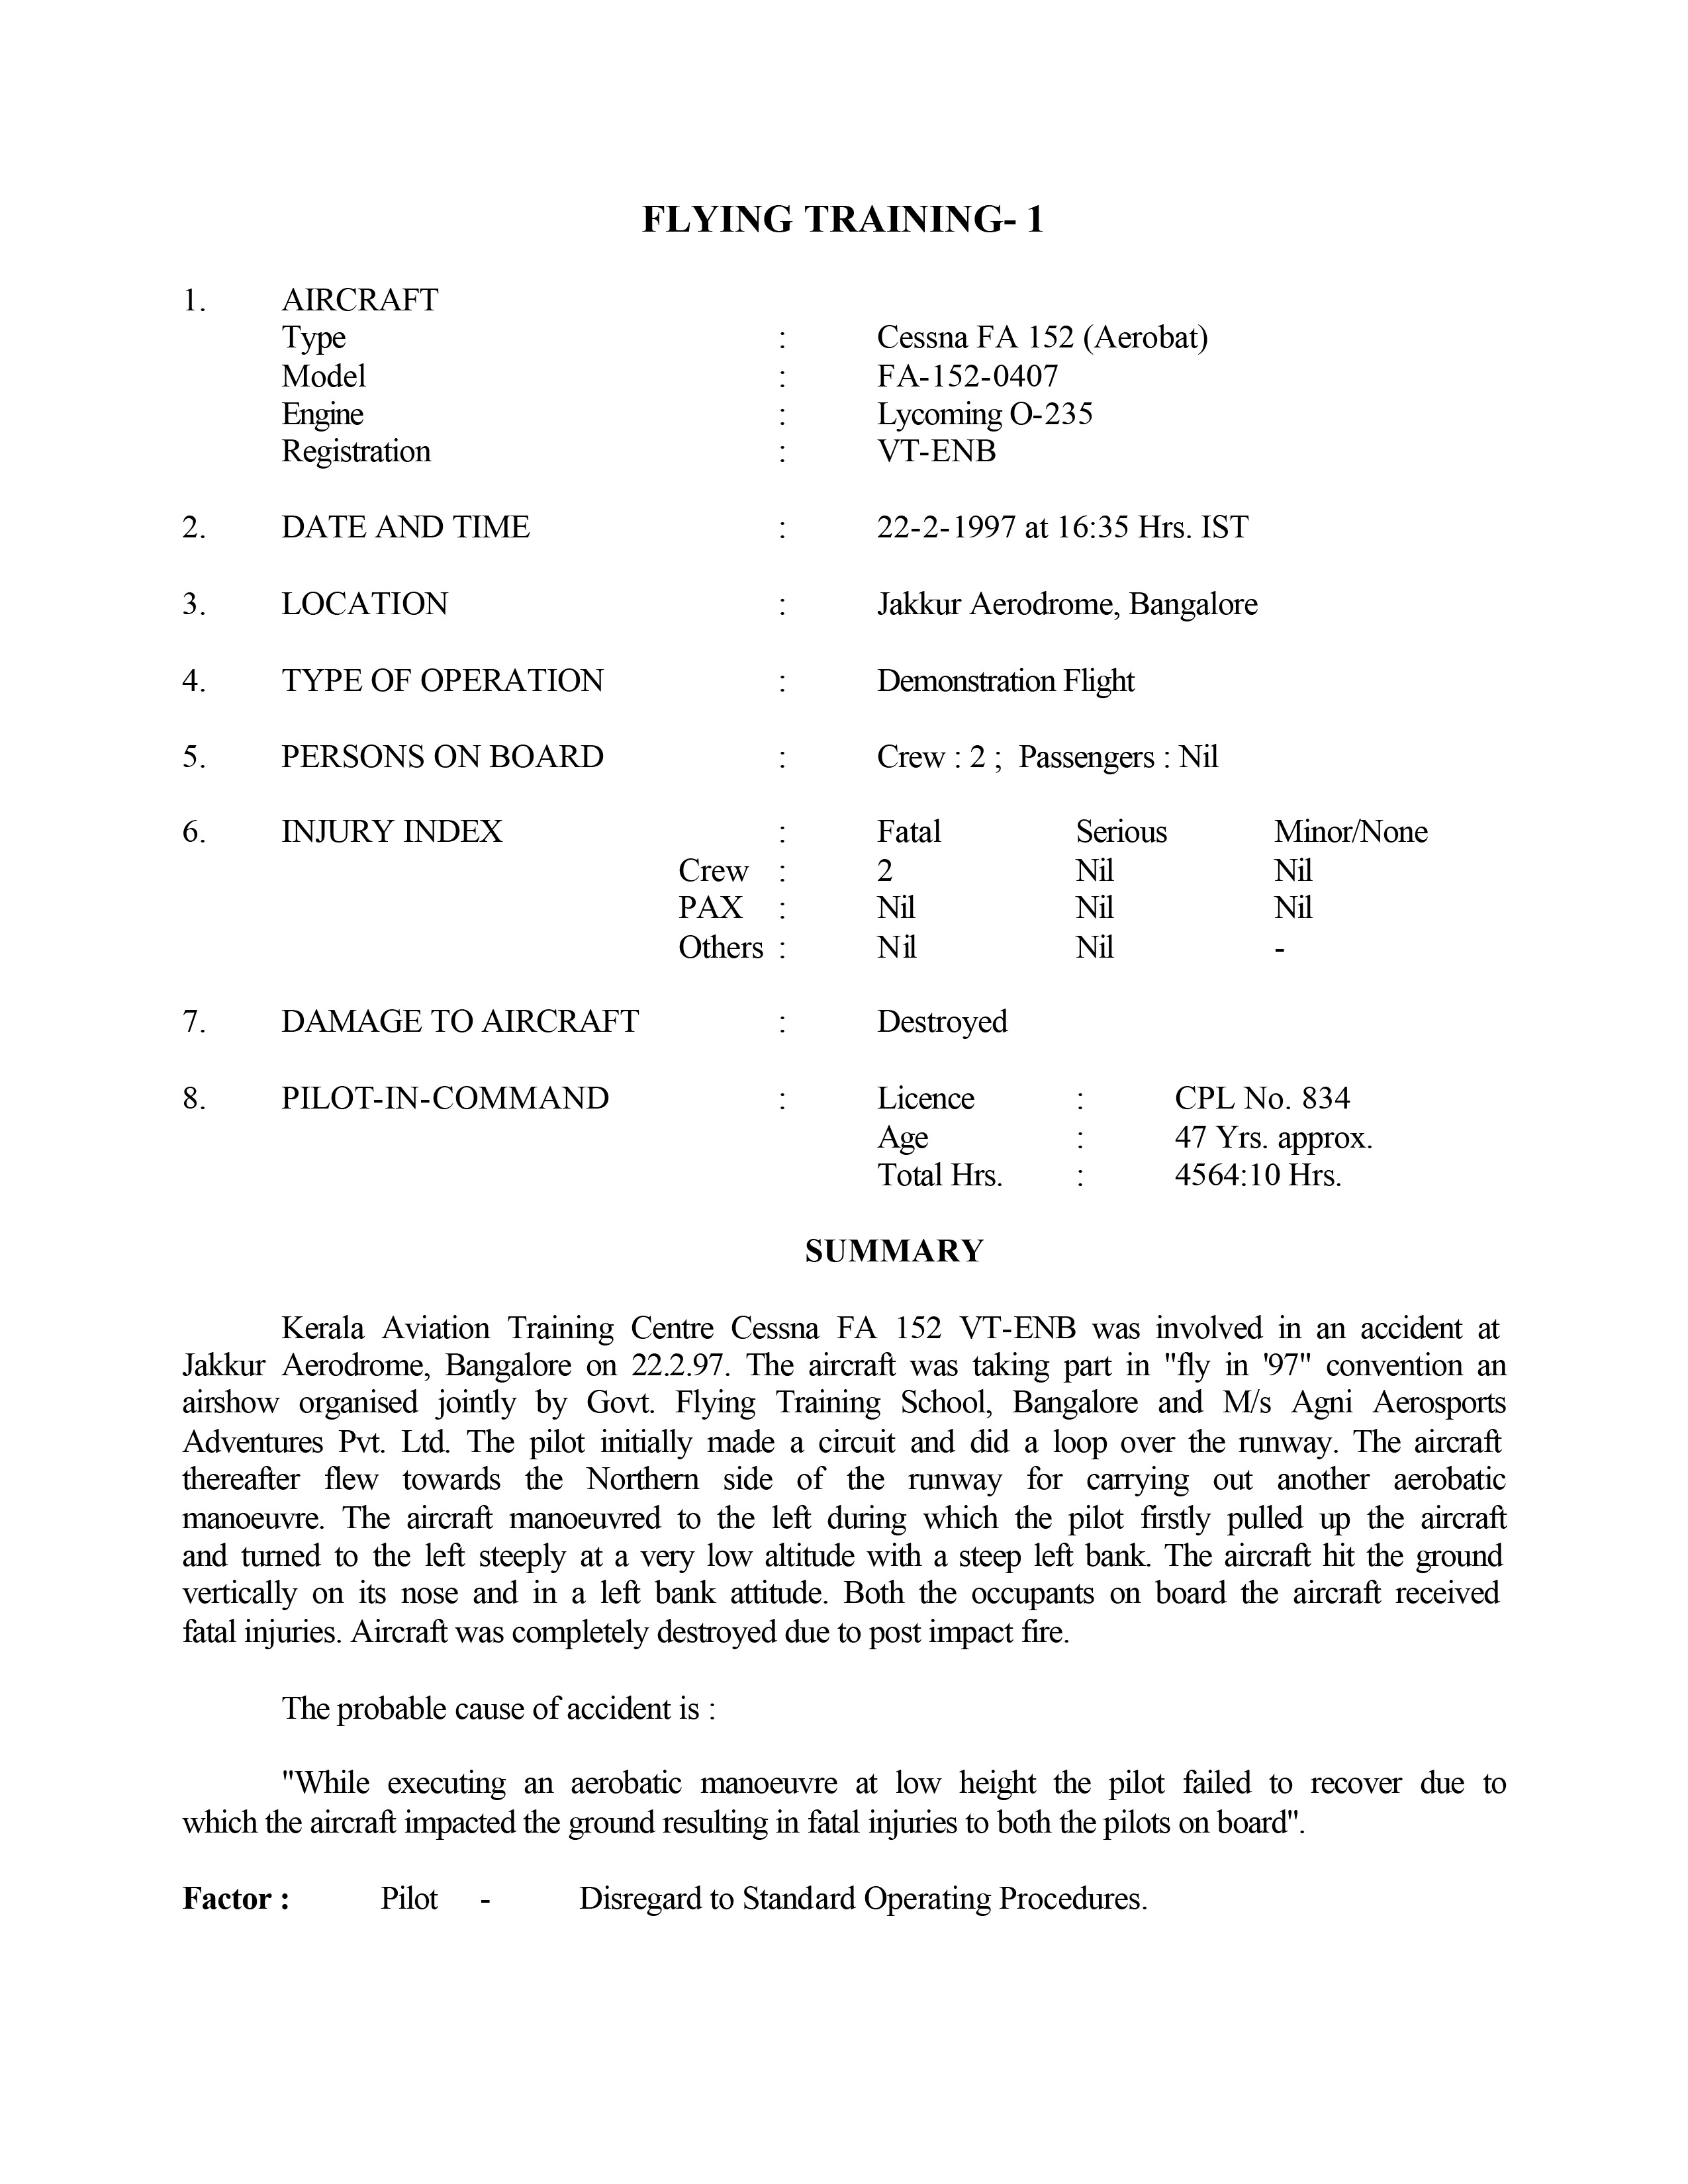 FLYING TRAINING- 1
1. AIRCRAFT
Type : Cessna FA 152 (Aerobat)
Model : FA-152-0407
Engine : Lycoming O-235
Registration : VT-ENB
2. DATE AND TIME : 22-2-1997 at 16:35 Hrs. IST
3. LOCATION : Jakkur Aerodrome, Bangalore
4. TYPE OF OPERATION : Demonstration Flight
5. PERSONS ON BOARD : Crew : 2 ; Passengers : Nil
6. INJURY INDEX : Fatal Serious Minor/None
Crew : 2 Nil Nil
PAX : Nil Nil Nil
Others : Nil Nil -
7. DAMAGE TO AIRCRAFT : Destroyed
8. PILOT-IN-COMMAND : Licence : CPL No. 834
Age : 47 Yrs. approx.
Total Hrs. : 4564:10 Hrs.
SUMMARY
Kerala Aviation Training Centre Cessna FA 152 VT-ENB was involved in an accident at
Jakkur Aerodrome, Bangalore on 22.2.97. The aircraft was taking part in "fly in '97" convention an
airshow organised jointly by Govt. Flying Training School, Bangalore and M/s Agni Aerosports
Adventures Pvt. Ltd. The pilot initially made a circuit and did a loop over the runway. The aircraft
thereafter flew towards the Northern side of the runway for carrying out another aerobatic
manoeuvre. The aircraft manoeuvred to the left during which the pilot firstly pulled up the aircraft
and turned to the left steeply at a very low altitude with a steep left bank. The aircraft hit the ground
vertically on its nose and in a left bank attitude. Both the occupants on board the aircraft received
fatal injuries. Aircraft was completely destroyed due to post impact fire.
The probable cause of accident is :
"While executing an aerobatic manoeuvre at low height the pilot failed to recover due to
which the aircraft impacted the ground resulting in fatal injuries to both the pilots on board".
Factor : Pilot - Disregard to Standard Operating Procedures.